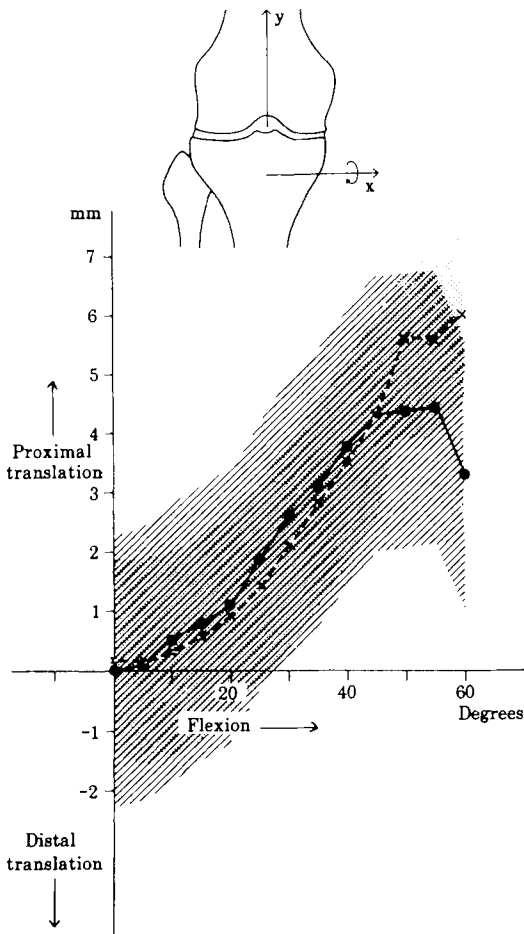 y
x
mm
7
6
5
4
3
2
1
-1
-2
Proximal
translation
20
40
60
Degrees
Flexion
Distal
translation